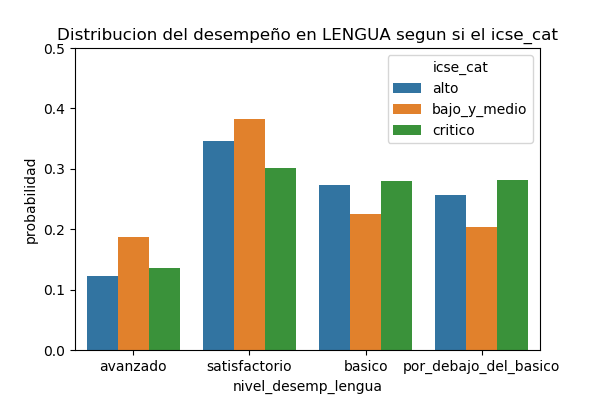 Distribucion del desempeño en LENGUA segun si el icse_cat
0.5
0.4
0.3
0.2
0.1
0.0
probabilidad
icse_cat
alto
bajo_y_medio
critico
avanzado
satisfactorio
basico
por_debajo_del_basico
nivel_desemp_lengua